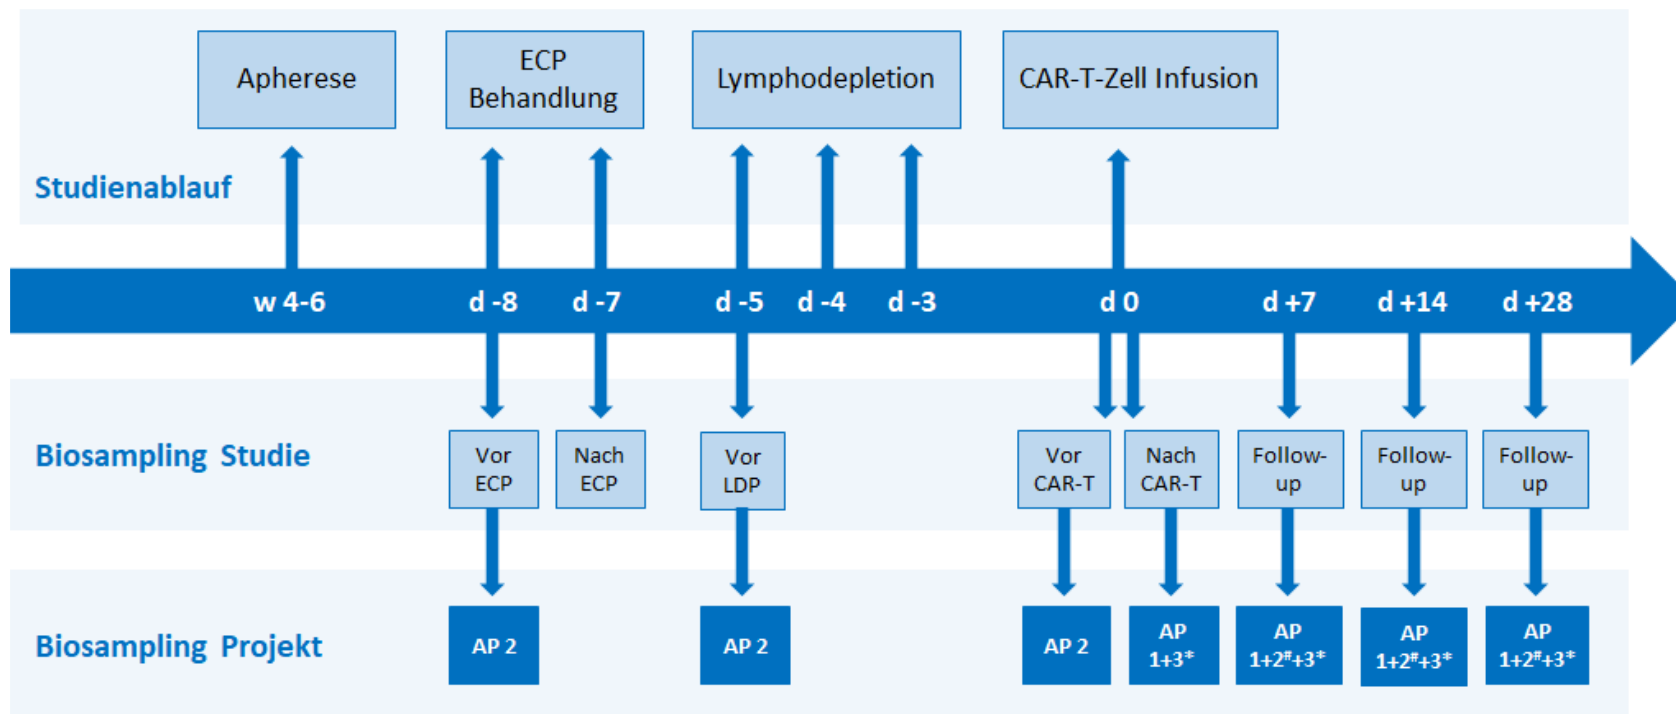 Apherese
ECP
Behandlung
Lymphodepletion
CAR-T-Zell Infusion
Studienablauf
w 4-6
d -8
d -7
d -5
d -4
d -3
d 0
d +7
d +14
d +28
Biosampling Studie
Vor
ECP
Nach
ECP
Vor
LDP
Vor
CAR-T
Nach
CAR-T
Follow-
up
Follow-
up
Follow-
up
Biosampling Projekt
AP 2
AP 2
AP 2
AP
1+3*
AP
1+2#+3*
AP
1+2#+3*
AP
1+2#+3*